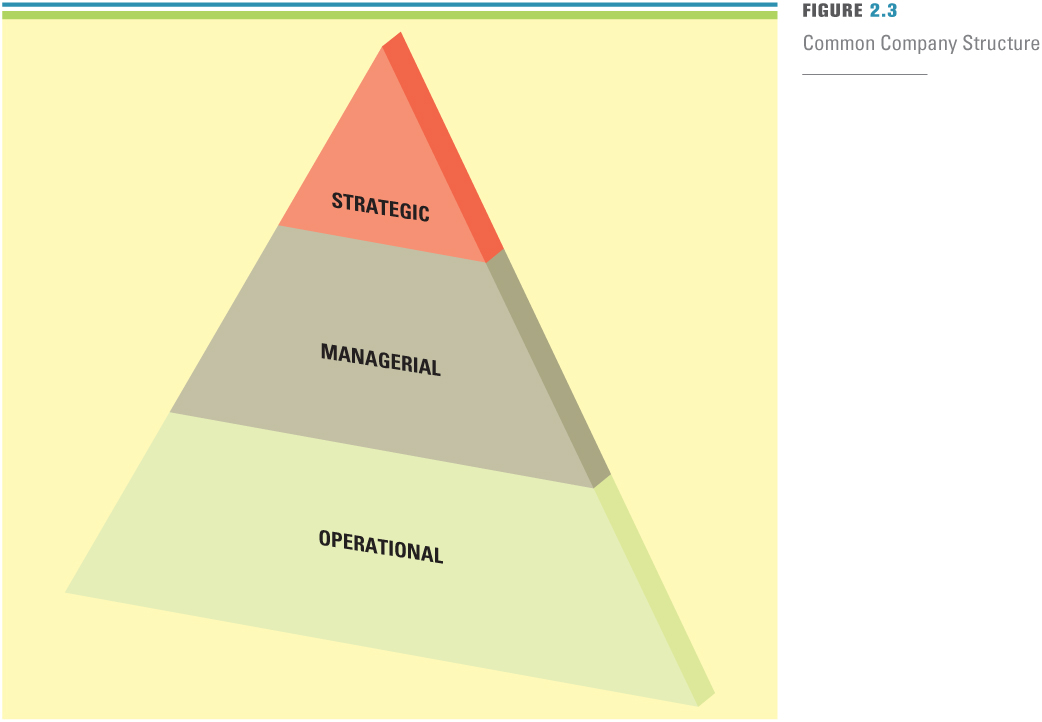 FIGURE 2.3
Common Company Structure
STRATEGIC
MANAGERIAL
OPERATIONAL